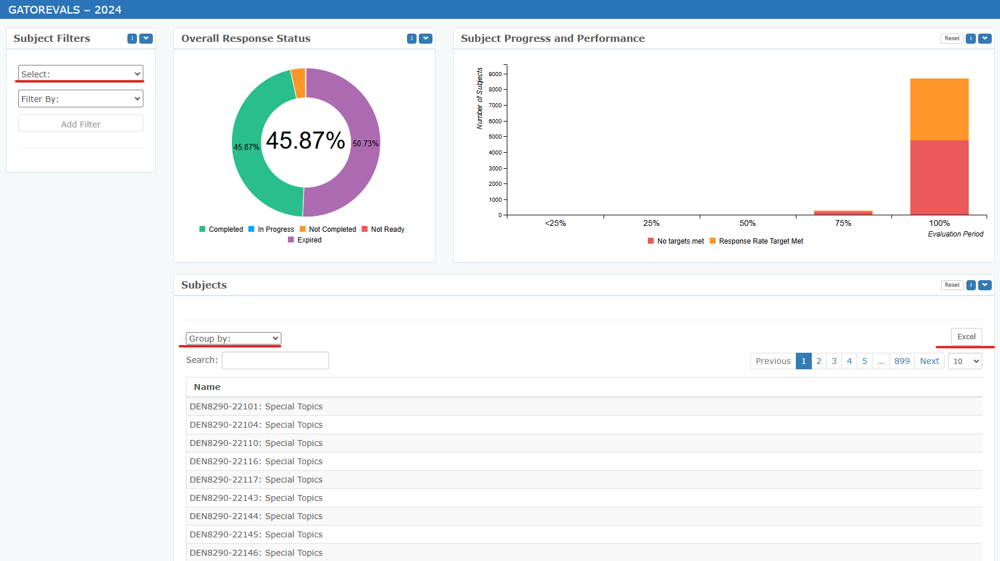 GATOREVALS – 2024
Subject Filters
i
Select:
Filter By:
Add Filter
Overall Response Status
i
45.87%
45.87%
50.73%
Completed
In Progress
Not Completed
Not Ready
Expired
Subject Progress and Performance
Reset
i
Number of Subjects
9000
8000
7000
6000
5000
4000
3000
2000
1000
0
<25%
25%
50%
75%
100%
Evaluation Period
No targets met
Response Rate Target Met
Subjects
Reset
i
Group by:
Excel
Search:
Previous 1 2 3 4 5 ... 899 Next 10
Name
DEN8290-22101: Special Topics
DEN8290-22104: Special Topics
DEN8290-22110: Special Topics
DEN8290-22116: Special Topics
DEN8290-22117: Special Topics
DEN8290-22143: Special Topics
DEN8290-22144: Special Topics
DEN8290-22145: Special Topics
DEN8290-22146: Special Topics